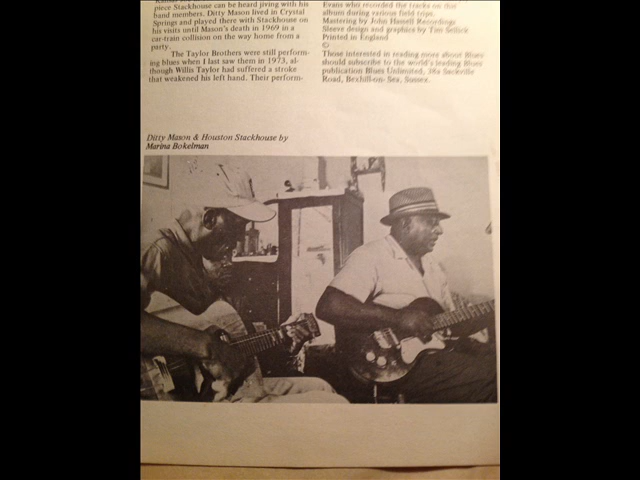 piece Stackhouse can be heard jiving with his
band members. Ditty Mason lived in Crystal
Springs and played there with Stackhouse on
his visits until Mason's death in 1969 in a
car-train collision on the way home from a
party.
The Taylor Brothers were still perform-
ing blues when I last saw them in 1973, al-
though Willis Taylor had suffered a stroke
that weakened his left hand. Their perform-
Evans who recorded the tracks on this
album during various field trips.
Mastering by John Hassell Recordings
Sleeve design and graphics by Tim Sellick
Printed in England
©
Those interested in reading more about Blues
should subscribe to the world's leading Blues
publication Blues Unlimited, 38a Sackville
Road, Bexhill-on-Sea, Sussex.
Ditty Mason & Houston Stackhouse by
Marina Bokelman